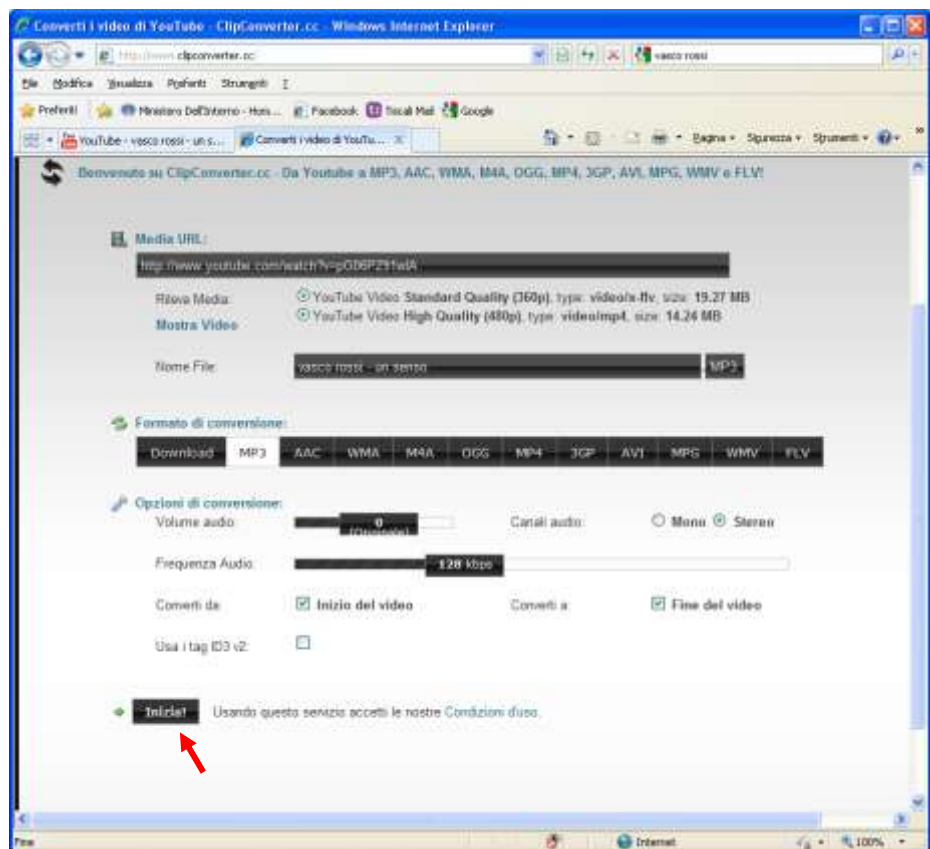 Converti i video di YouTube - ClipConverter.cc - Windows Internet Explorer
clipconverter.cc
vasco rossi
File Modifica Visualizza Preferiti Strumenti ?
Preferiti Ministero Dell'Interno - Hom... Facebook Tiscali Mail Google
YouTube - vasco rossi - un s... Converti i video di YouTu... X Pagina Sicurezza Strumenti
Benvenuto su ClipConverter.cc - Da Youtube a MP3, AAC, WMA, M4A, OGG, MP4, 3GP, AVI, MPG, WMV e FLV!
Media URL:
Rileva Media: YouTube Video Standard Quality (360p), type: video/x-flv, size: 19.27 MB
Mostra Video YouTube Video High Quality (480p), type: video/mp4, size: 14.24 MB
Nome File: vasco rossi - un senso .MP3
Formato di conversione:
Download MP3 AAC WMA M4A OGG MP4 3GP AVI MPG WMV FLV
Opzioni di conversione:
Volume audio: 0 Canali audio: Mono Stereo
Frequenza Audio: 128 kbps
Converti da: Inizio del video Converti a: Fine del video
Usa i tag ID3 v2:
Inizia! Usando questo servizio accetti le nostre Condizioni d'uso.
Fine Internet 100%